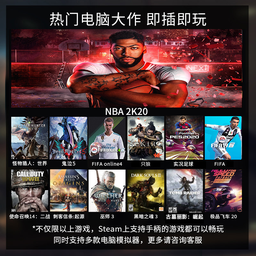 热门电脑大作 即插即玩
NBA 2K20
怪物猎人：世界 鬼泣5 FIFA online4 只狼 实况足球 FIFA
CALL OF DUTY
使命召唤14：二战 刺客信条:起源 巫师 3 黑暗之魂 3 古墓丽影：崛起 极品飞车 20
*不仅限以上游戏，Steam上支持手柄的游戏都可以畅玩
同时支持多款电脑模拟器，更多请咨询客服